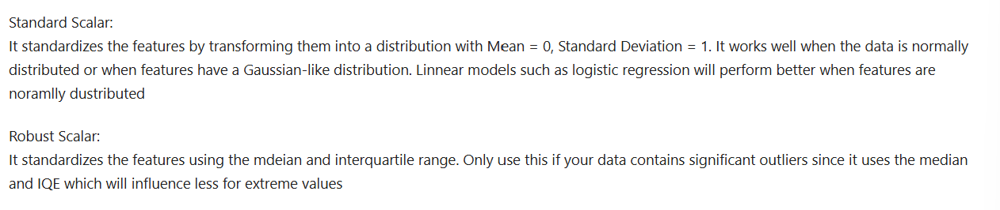 Standard Scalar:
It standardizes the features by transforming them into a distribution with Mean = 0, Standard Deviation = 1. It works well when the data is normally
distributed or when features have a Gaussian-like distribution. Linnear models such as logistic regression will perform better when features are
noramlly dustributed
Robust Scalar:
It standardizes the features using the mdeian and interquartile range. Only use this if your data contains significant outliers since it uses the median
and IQE which will influence less for extreme values